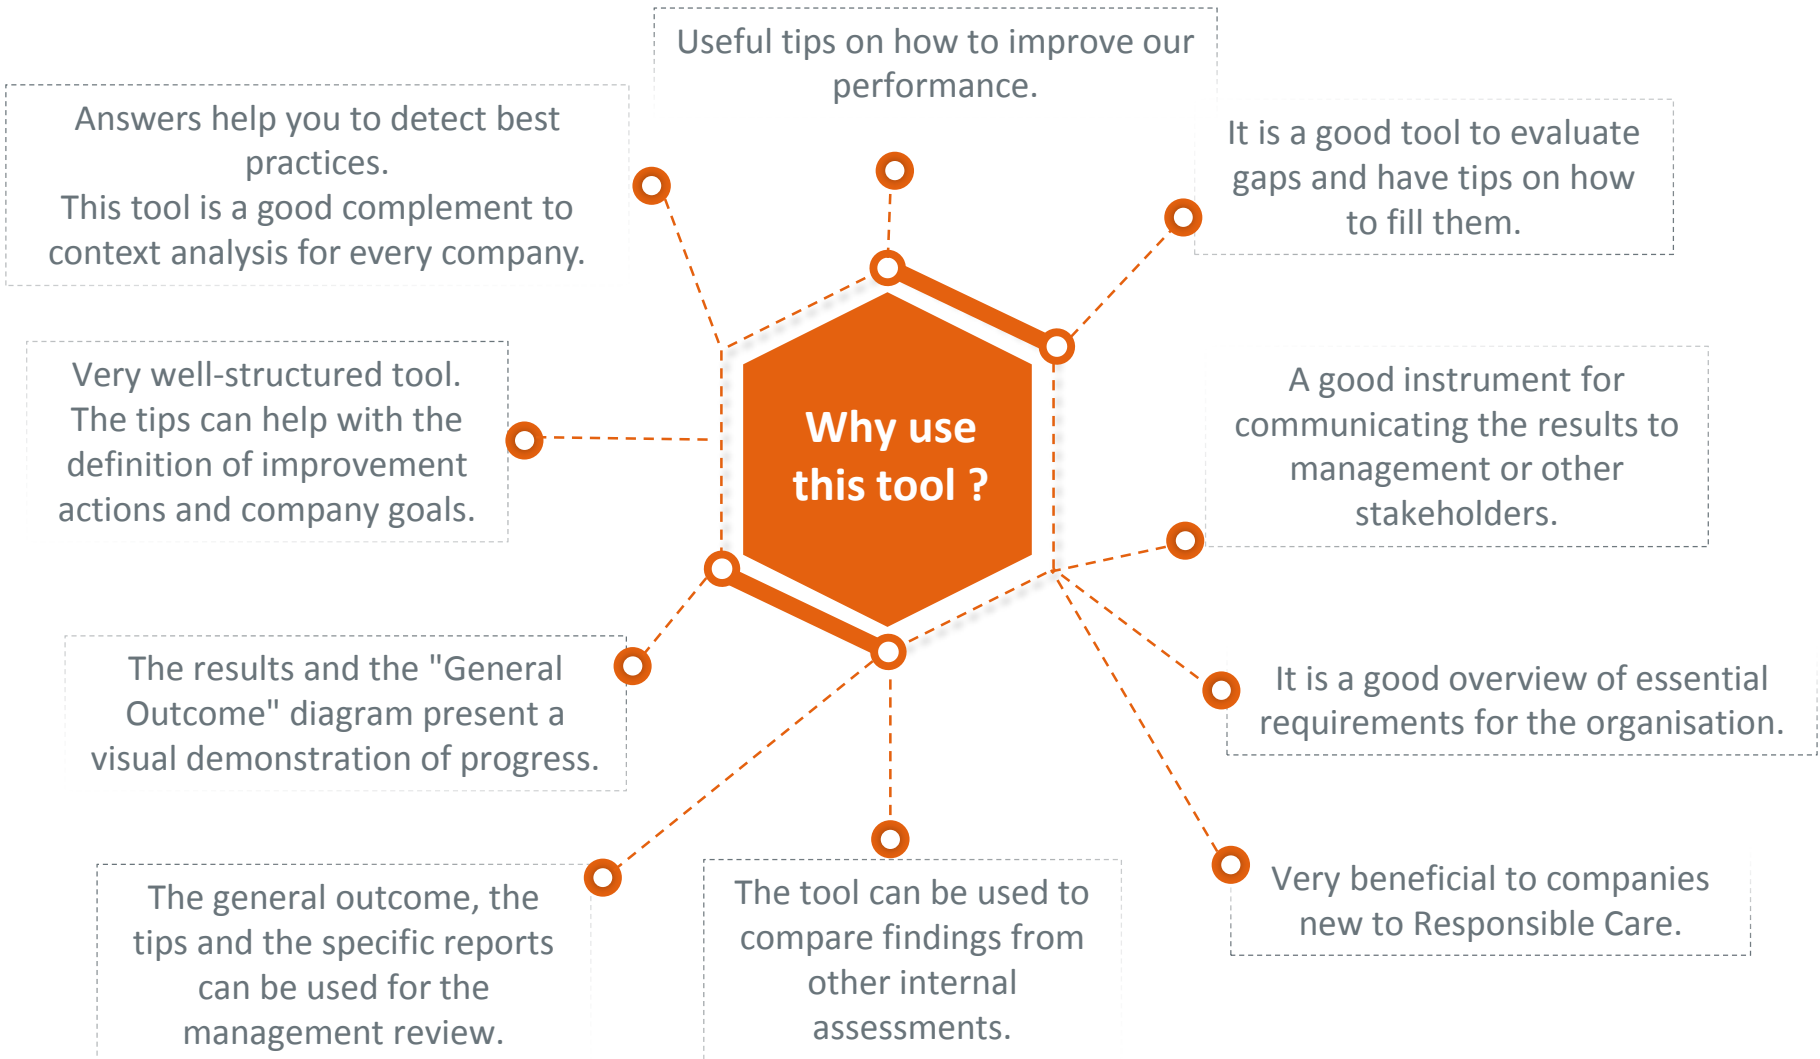 Useful tips on how to improve our
performance.
Answers help you to detect best
practices.
This tool is a good complement to
context analysis for every company.
It is a good tool to evaluate
gaps and have tips on how
to fill them.
Very well-structured tool.
The tips can help with the
definition of improvement
actions and company goals.
Why use
this tool ?
A good instrument for
communicating the results to
management or other
stakeholders.
The results and the "General
Outcome" diagram present a
visual demonstration of progress.
It is a good overview of essential
requirements for the organisation.
The general outcome, the
tips and the specific reports
can be used for the
management review.
The tool can be used to
compare findings from
other internal
assessments.
Very beneficial to companies
new to Responsible Care.